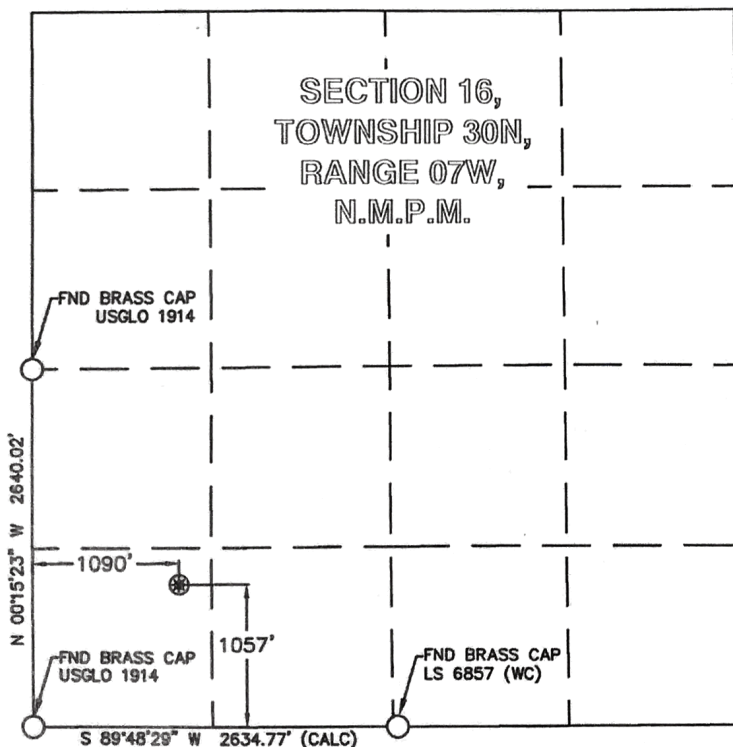 SECTION 16,
TOWNSHIP 30N,
RANGE 07W,
N.M.P.M.
FND BRASS CAP
USGLO 1914
N 00°15'23" W 2640.02'
1090'
1057'
FND BRASS CAP
USGLO 1914
FND BRASS CAP
LS 6857 (WC)
S 89°48'29" W 2634.77' (CALC)